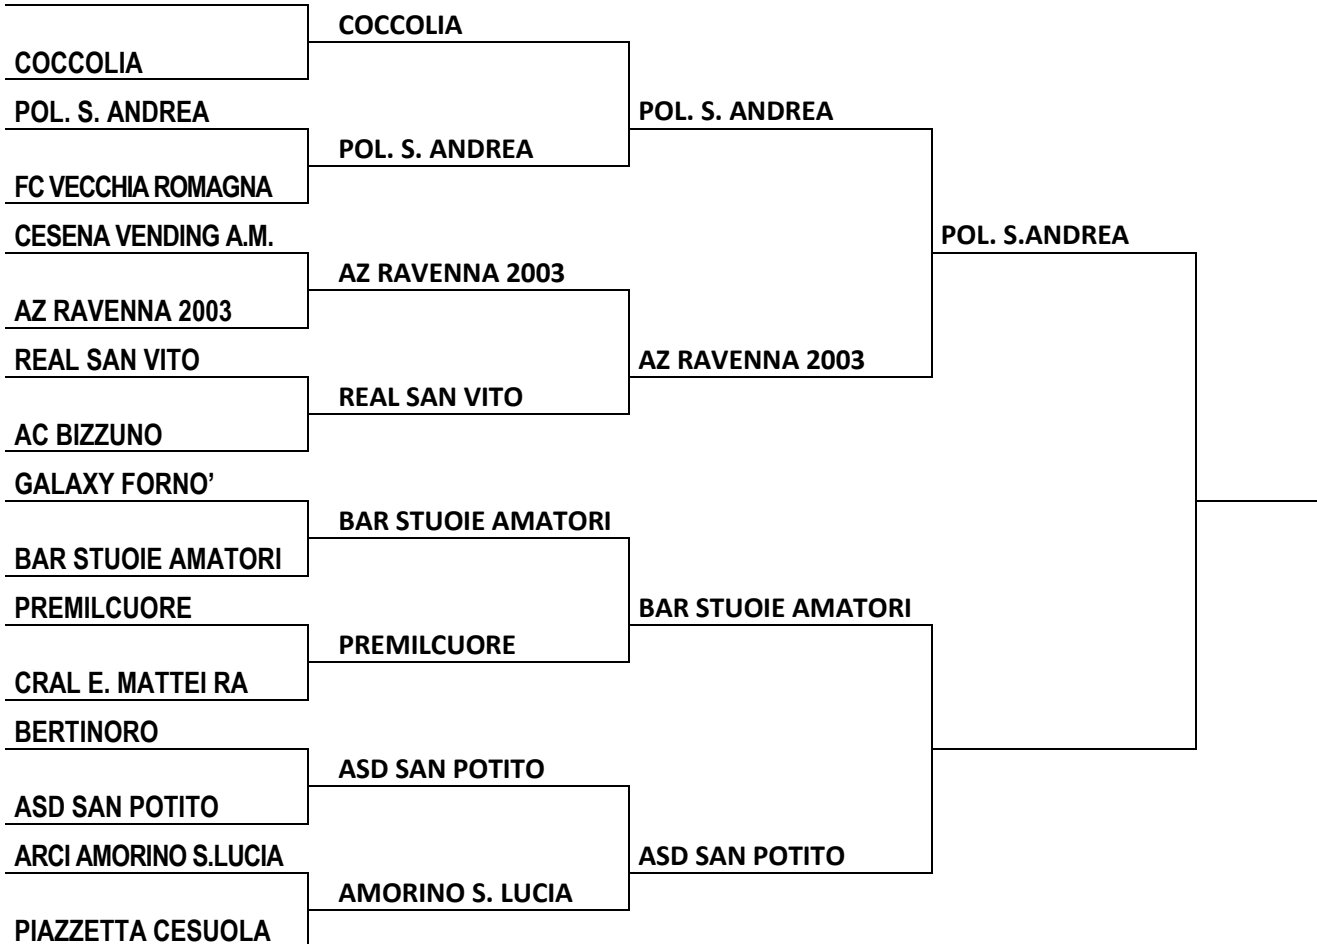 COCCOLIA
POL. S. ANDREA
FC VECCHIA ROMAGNA
CESENA VENDING A.M.
AZ RAVENNA 2003
REAL SAN VITO
AC BIZZUNO
GALAXY FORNO’
BAR STUOIE AMATORI
PREMILCUORE
CRAL E. MATTEI RA
BERTINORO
ASD SAN POTITO
ARCI AMORINO S.LUCIA
PIAZZETTA CESUOLA
COCCOLIA
POL. S. ANDREA
AZ RAVENNA 2003
REAL SAN VITO
BAR STUOIE AMATORI
PREMILCUORE
ASD SAN POTITO
AMORINO S. LUCIA
POL. S. ANDREA
AZ RAVENNA 2003
BAR STUOIE AMATORI
ASD SAN POTITO
POL. S.ANDREA